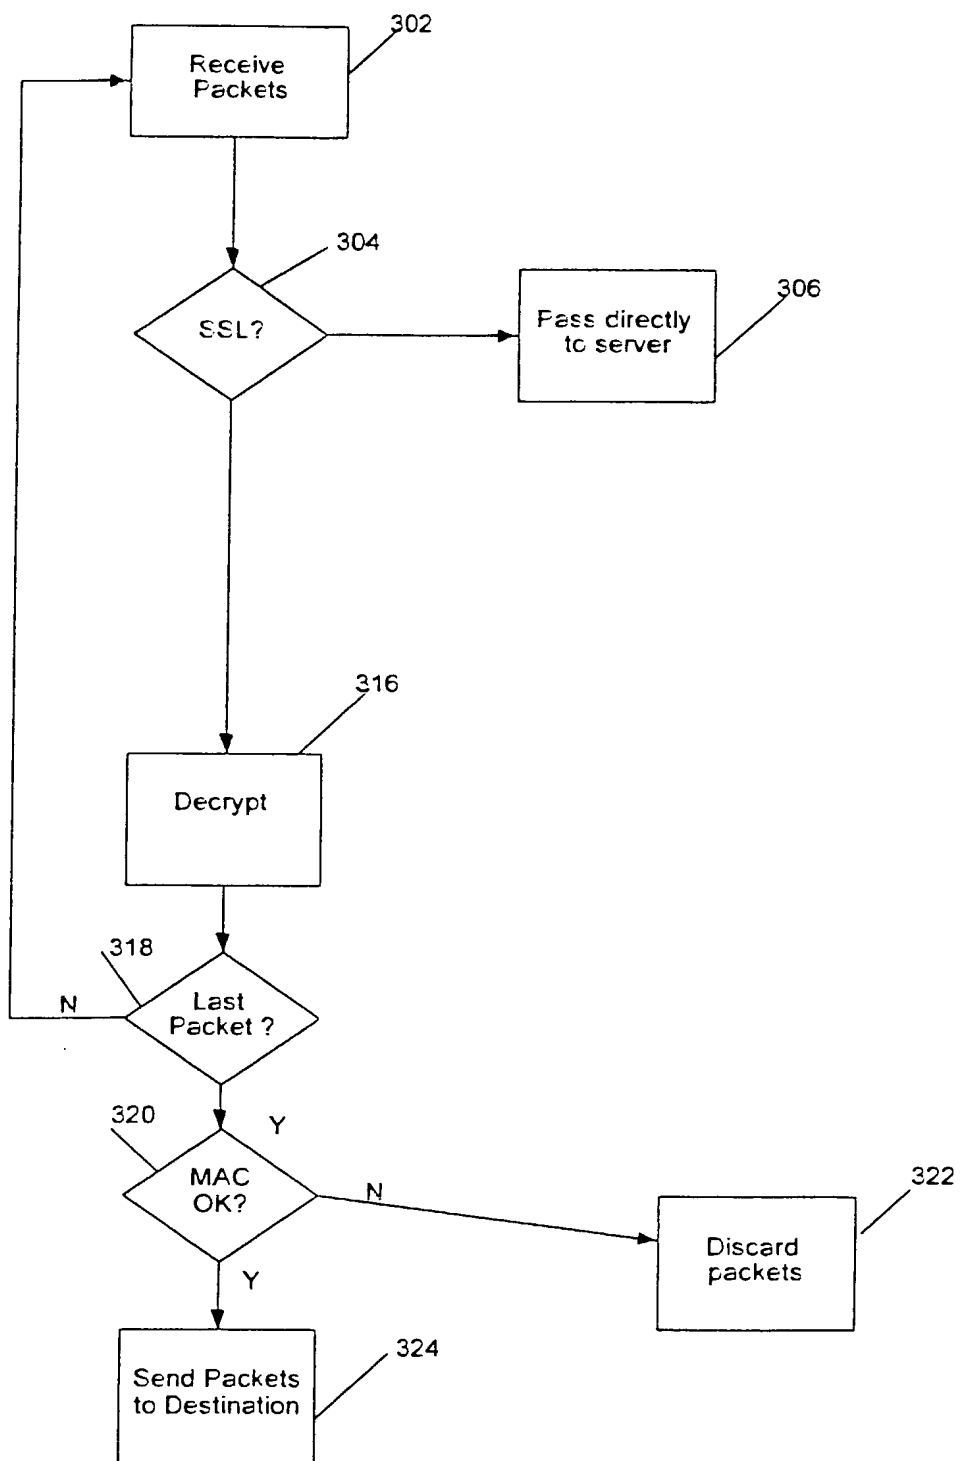 302
Receive
Packets
304
SSL?
306
Pass directly
to server
316
Decrypt
318
N
Last
Packet ?
Y
320
MAC
OK?
N
322
Discard
packets
Y
324
Send Packets
to Destination